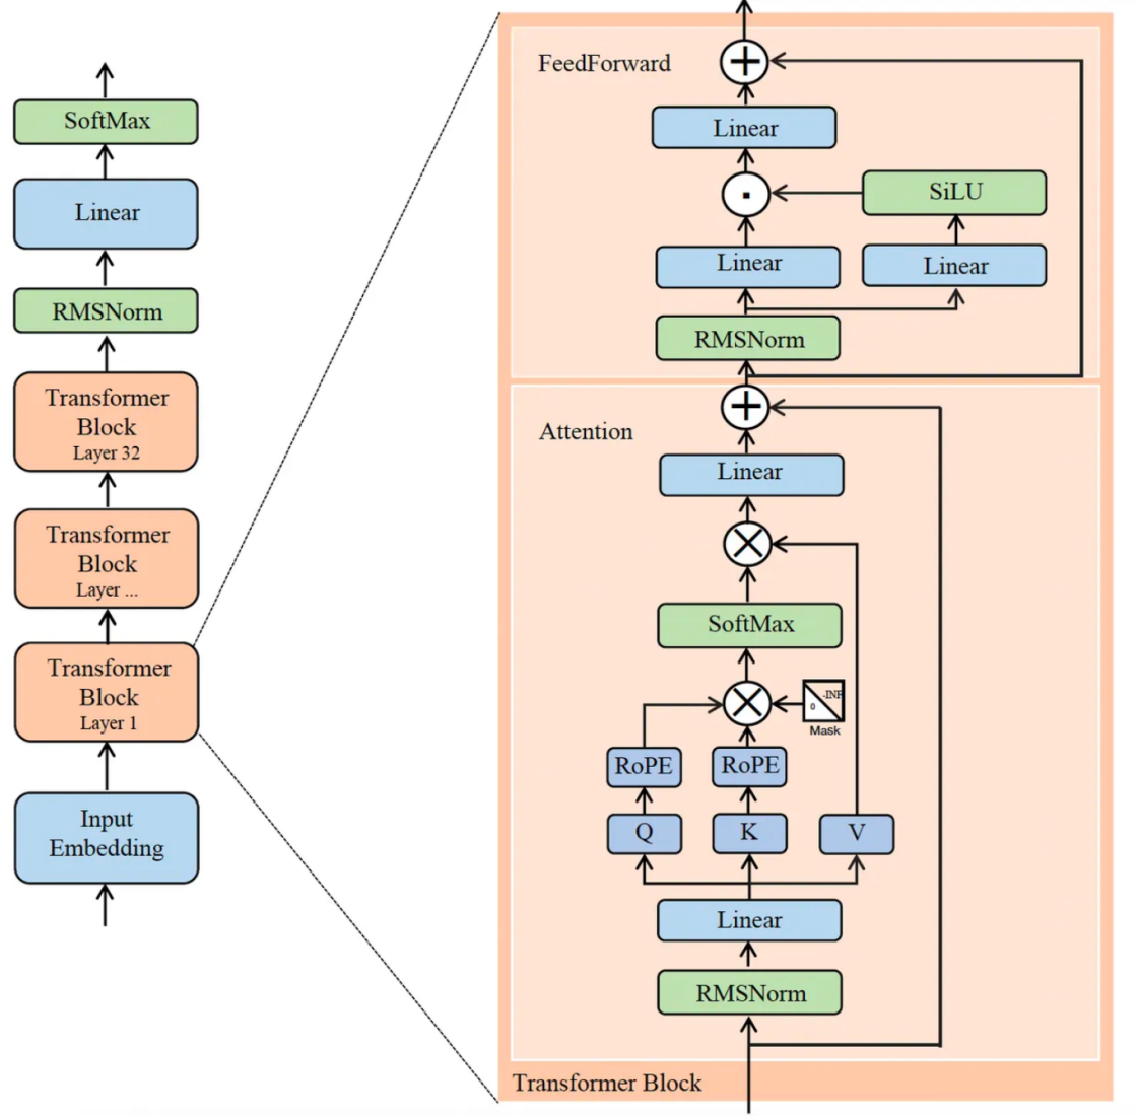 SoftMax
Linear
RMSNorm
Transformer
Block
Layer 32
Transformer
Block
Layer ...
Transformer
Block
Layer 1
Input
Embedding
FeedForward
Linear
SiLU
Linear
Linear
RMSNorm
Attention
Linear
SoftMax
-INF
0
Mask
RoPE
RoPE
Q
K
V
Linear
RMSNorm
Transformer Block